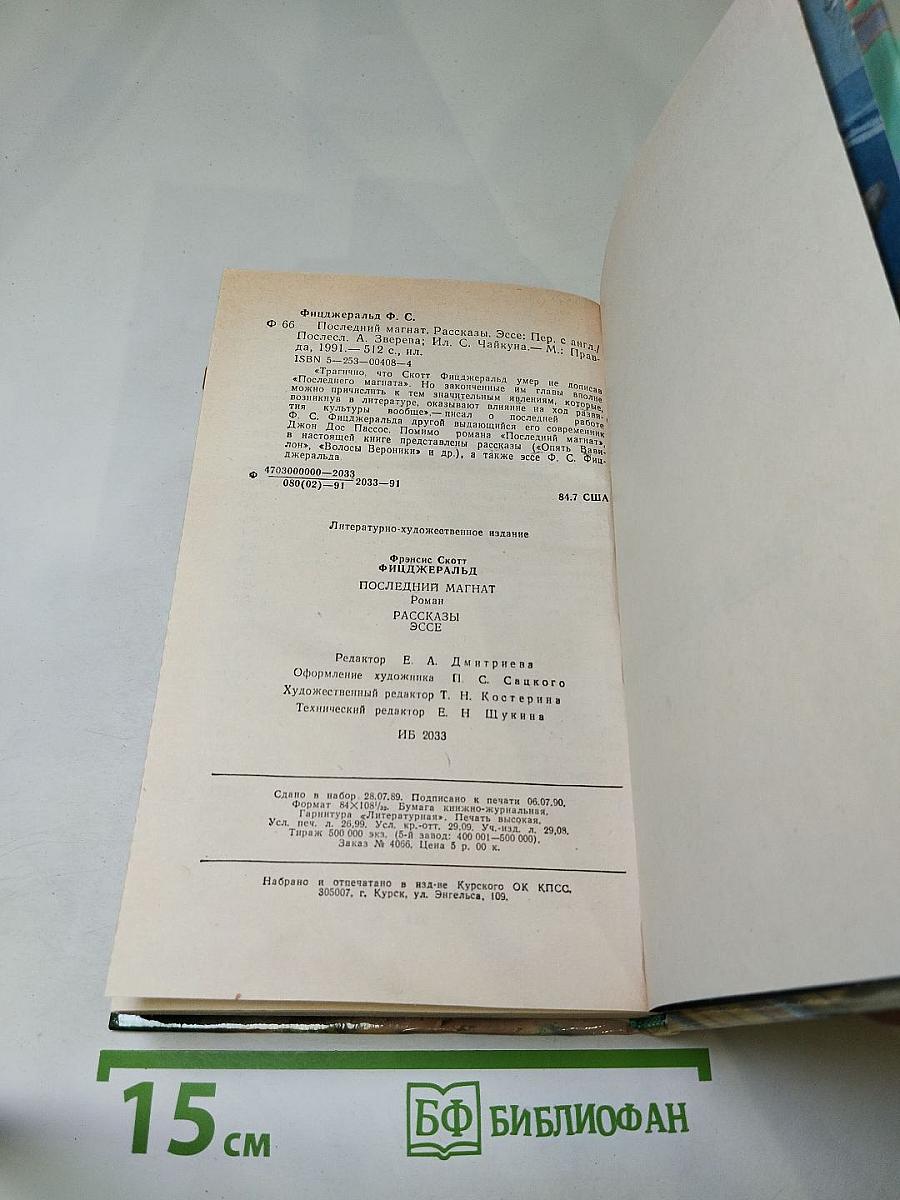 Фицджеральд Ф. С.
Ф 66 Последний магнат. Рассказы. Эссе: Пер. с англ./
Послесл. А. Зверева; Ил. С. Чайкуна.— М.: Прав-
да, 1991.— 512 с., ил.
ISBN 5—253—00408—4
«Трагично, что Скотт Фицджеральд умер не дописав
«Последнего магната». Но законченные им главы вполне
можно причислить к тем значительным явлениям, которые,
возникнув в литературе, оказывают влияние на ход разви-
тия культуры вообще»,— писал о последней работе
Ф. С. Фицджеральда другой выдающийся его современник
Джон Дос Пассос. Помимо романа «Последний магнат»,
в настоящей книге представлены рассказы («Опять Вави-
лон», «Волосы Вероники» и др.), а также эссе Ф. С. Фиц-
джеральда
Ф 4703000000—2033
080(02)—91 2033—91
84.7 США
Литературно-художественное издание
Фрэнсис Скотт
ФИЦДЖЕРАЛЬД
ПОСЛЕДНИЙ МАГНАТ
Роман
РАССКАЗЫ
ЭССЕ
Редактор Е. А. Дмитриева
Оформление художника П. С. Сацкого
Художественный редактор Т. Н. Костерина
Технический редактор Е. Н Щукина
ИБ 2033
Сдано в набор 28.07.89. Подписано к печати 06.07.90.
Формат 84×108¹/₃₂. Бумага книжно-журнальная.
Гарнитура «Литературная». Печать высокая.
Усл. печ. л. 26,99. Усл. кр.-отт. 29,09. Уч.-изд. л. 29,08.
Тираж 500 000 экз. (5-й завод: 400 001—500 000).
Заказ № 4066. Цена 5 р. 00 к.
Набрано и отпечатано в изд-ве Курского ОК КПСС,
305007, г. Курск, ул. Энгельса, 109.
15 см
БФ БИБЛИОФАН